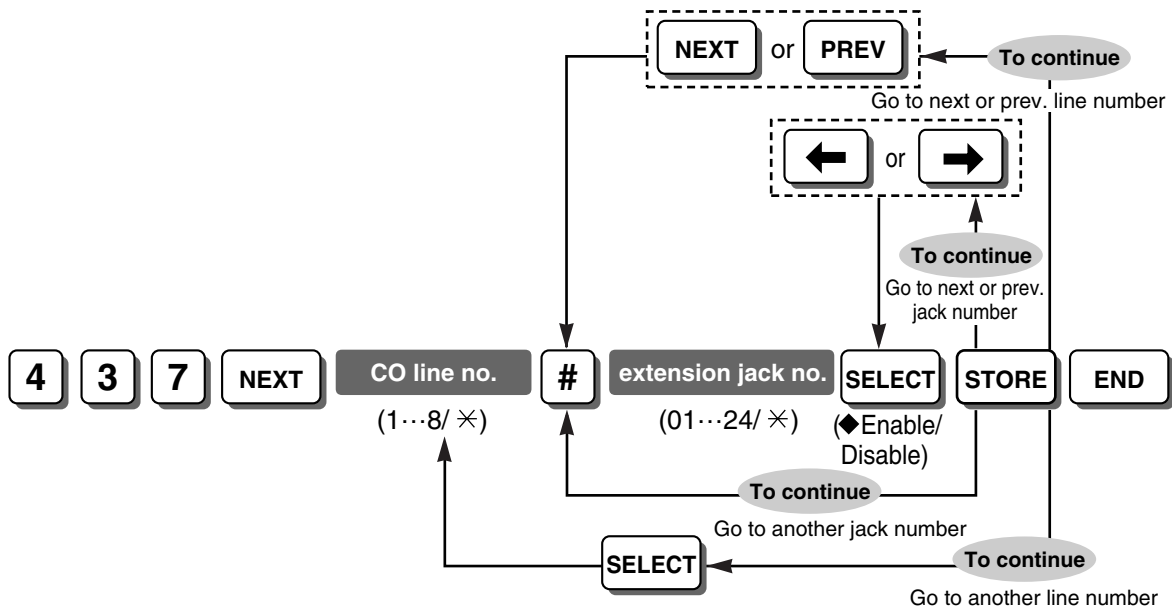 NEXT or PREV To continue
Go to next or prev. line number
← or →
To continue
Go to next or prev.
jack number
4 3 7 NEXT CO line no. # extension jack no. SELECT STORE END
(1···8/ ✳) (01···24/ ✳) (◆Enable/
Disable)
To continue
Go to another jack number
SELECT To continue
Go to another line number